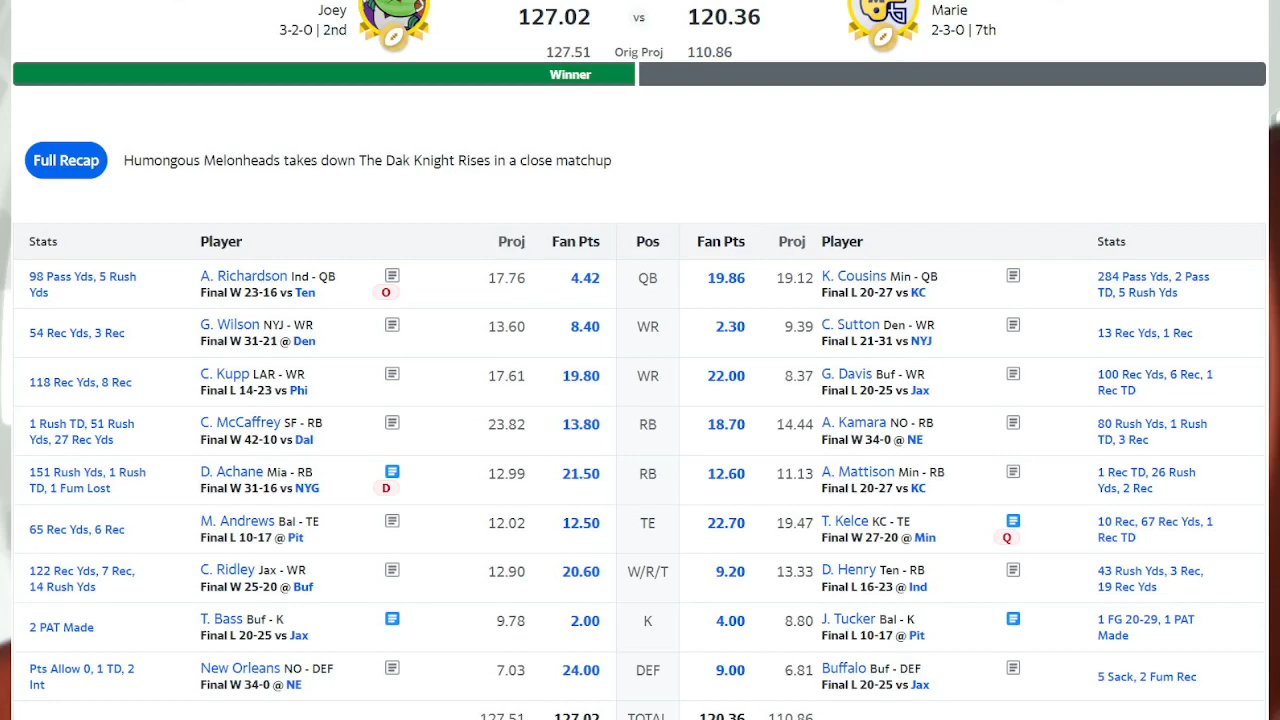 Joey
3-2-0 | 2nd
127.02 vs 120.36
Marie
2-3-0 | 7th
127.51 Orig Proj 110.86
Winner
Full Recap Humongous Melonheads takes down The Dak Knight Rises in a close matchup
Stats Player Proj Fan Pts Pos Fan Pts Proj Player Stats
98 Pass Yds, 5 Rush Yds A. Richardson Ind - QB 17.76 4.42 QB 19.86 19.12 K. Cousins Min - QB 284 Pass Yds, 2 Pass TD, 5 Rush Yds
Final W 23-16 vs Ten O Final L 20-27 vs KC
54 Rec Yds, 3 Rec G. Wilson NYJ - WR 13.60 8.40 WR 2.30 9.39 C. Sutton Den - WR 13 Rec Yds, 1 Rec
Final W 31-21 @ Den Final L 21-31 vs NYJ
118 Rec Yds, 8 Rec C. Kupp LAR - WR 17.61 19.80 WR 22.00 8.37 G. Davis Buf - WR 100 Rec Yds, 6 Rec, 1 Rec TD
Final L 14-23 vs Phi Final L 20-25 vs Jax
1 Rush TD, 51 Rush Yds, 27 Rec Yds C. McCaffrey SF - RB 23.82 13.80 RB 18.70 14.44 A. Kamara NO - RB 80 Rush Yds, 1 Rush TD, 3 Rec
Final W 42-10 vs Dal Final W 34-0 @ NE
151 Rush Yds, 1 Rush TD, 1 Fum Lost D. Achane Mia - RB 12.99 21.50 RB 12.60 11.13 A. Mattison Min - RB 1 Rec TD, 26 Rush Yds, 2 Rec
Final W 31-16 vs NYG D Final L 20-27 vs KC
65 Rec Yds, 6 Rec M. Andrews Bal - TE 12.02 12.50 TE 22.70 19.47 T. Kelce KC - TE 10 Rec, 67 Rec Yds, 1 Rec TD
Final L 10-17 @ Pit Final W 27-20 @ Min Q
122 Rec Yds, 7 Rec, 14 Rush Yds C. Ridley Jax - WR 12.90 20.60 W/R/T 9.20 13.33 D. Henry Ten - RB 43 Rush Yds, 3 Rec, 19 Rec Yds
Final W 25-20 @ Buf Final L 16-23 @ Ind
2 PAT Made T. Bass Buf - K 9.78 2.00 K 4.00 8.80 J. Tucker Bal - K 1 FG 20-29, 1 PAT Made
Final L 20-25 vs Jax Final L 10-17 @ Pit
Pts Allow 0, 1 TD, 2 Int New Orleans NO - DEF 7.03 24.00 DEF 9.00 6.81 Buffalo Buf - DEF 5 Sack, 2 Fum Rec
Final W 34-0 @ NE Final L 20-25 vs Jax
127.51 127.02 TOTAL 120.36 110.86